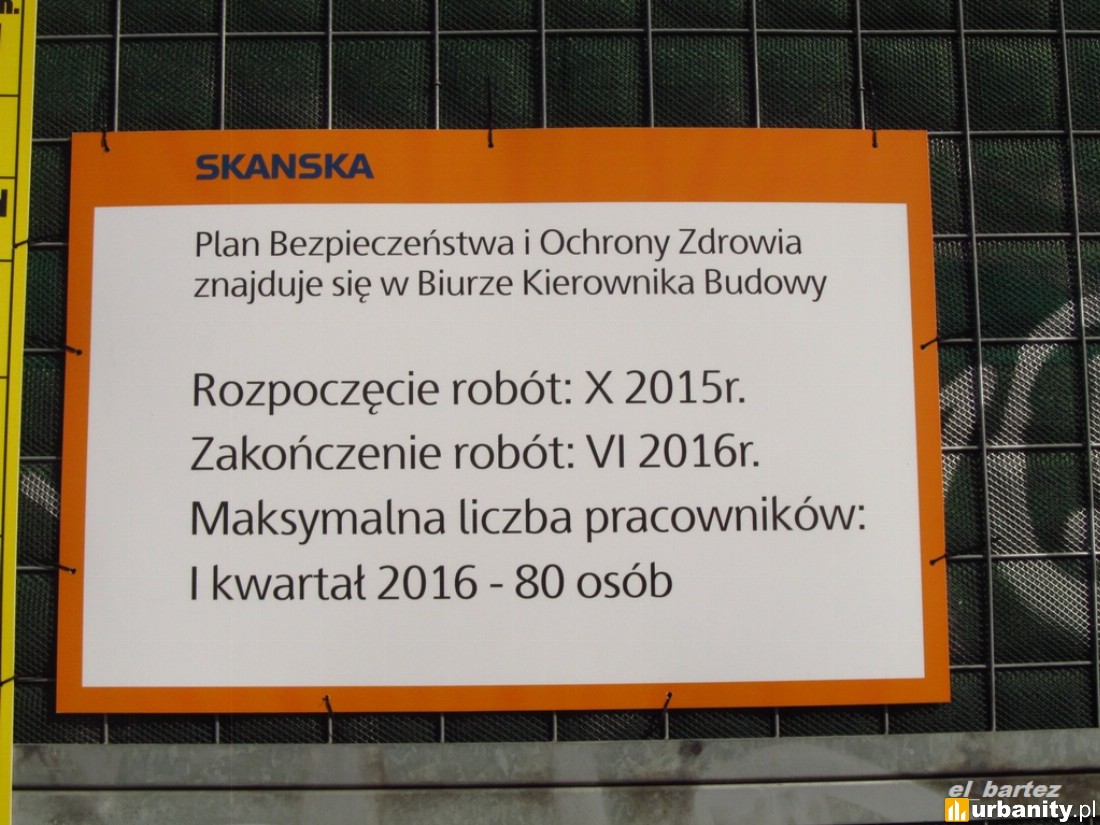 SKANSKA
Plan Bezpieczeństwa i Ochrony Zdrowia
znajduje się w Biurze Kierownika Budowy
Rozpoczęcie robót: X 2015r.
Zakończenie robót: VI 2016r.
Maksymalna liczba pracowników:
I kwartał 2016 - 80 osób
el_bartez
urbanity.pl